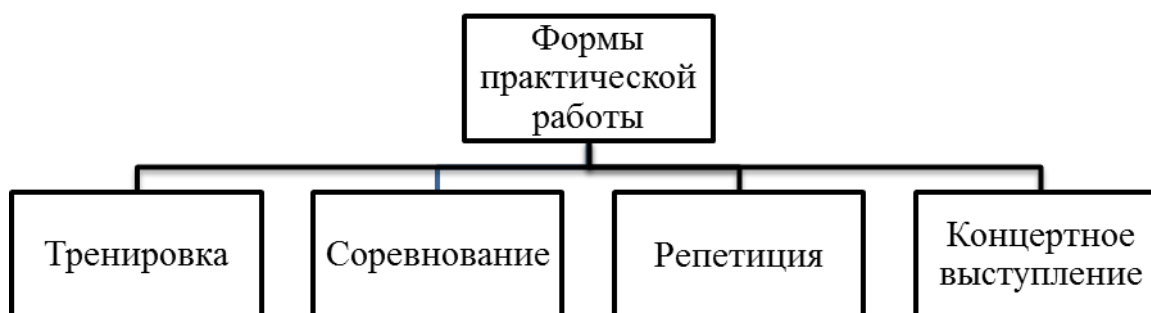 Формы
практической
работы
Тренировка
Соревнование
Репетиция
Концертное
выступление